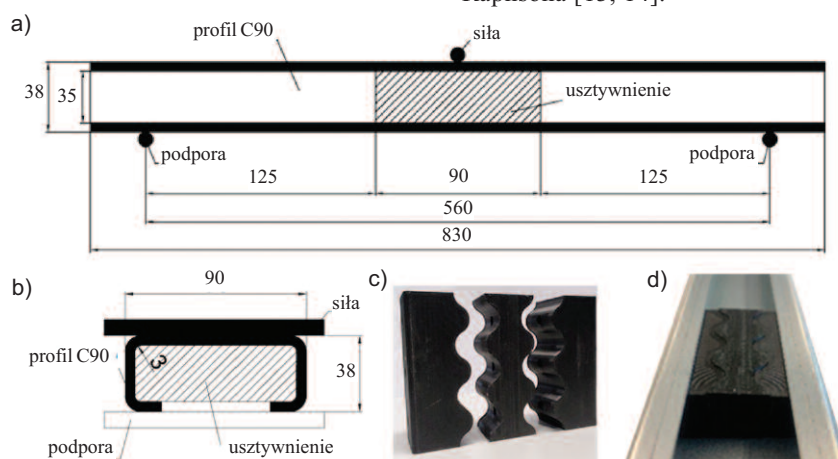 a)
profil C90
siła
38
35
usztywnienie
podpora
podpora
125
90
125
560
830
b)
90
siła
profil C90
3
38
podpora
usztywnienie
c)
d)